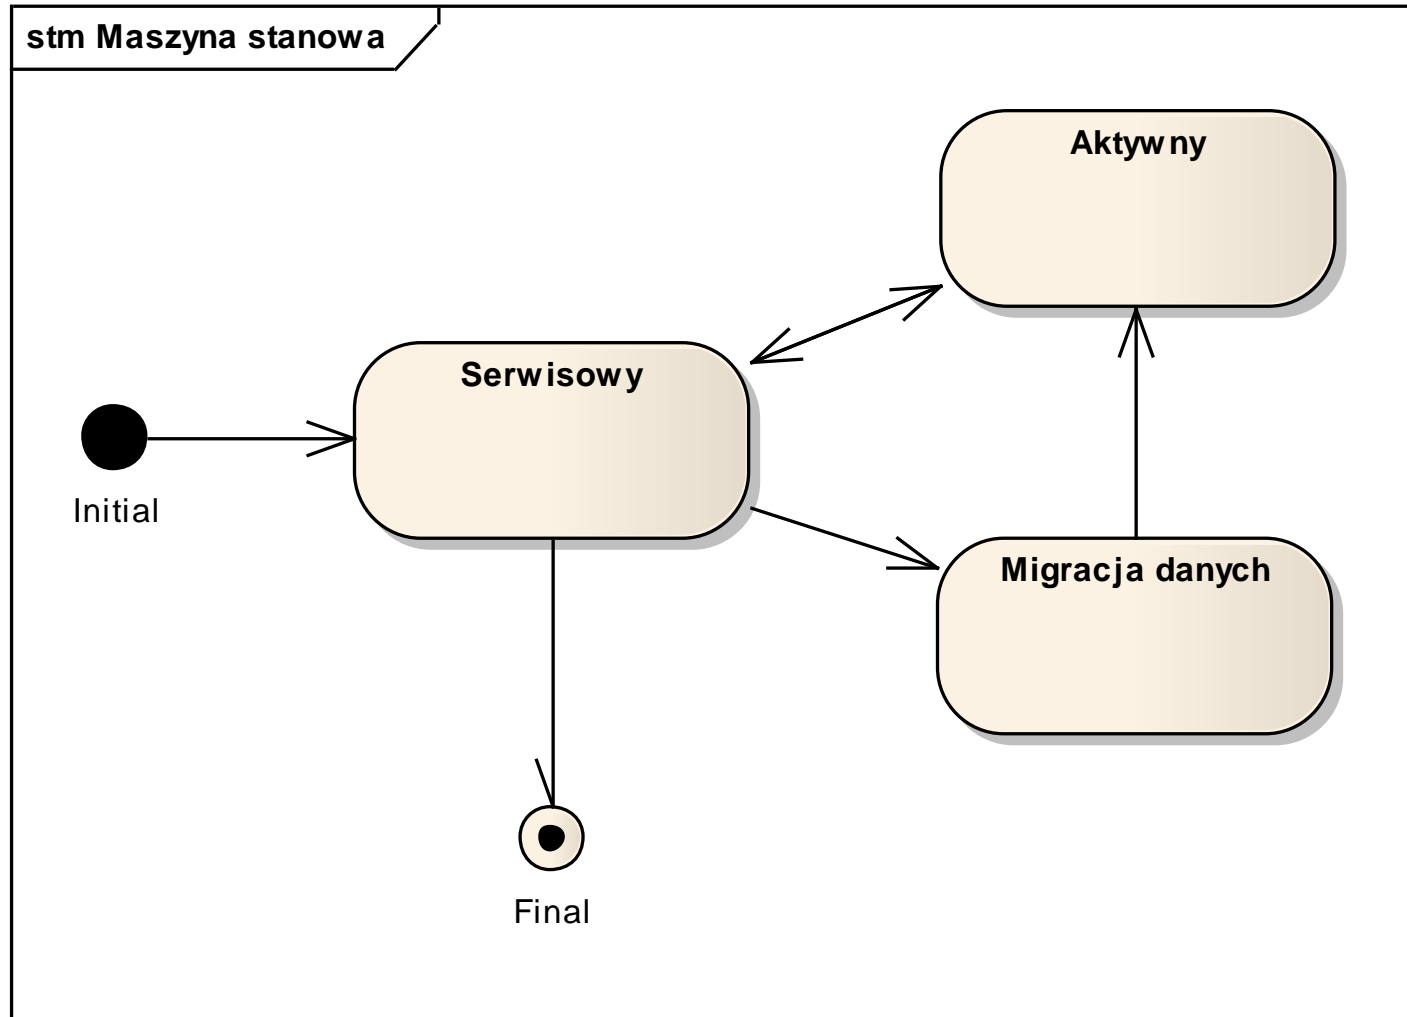 stm Maszyna stanowa
Aktywny
Serwisowy
Initial
Migracja danych
Final